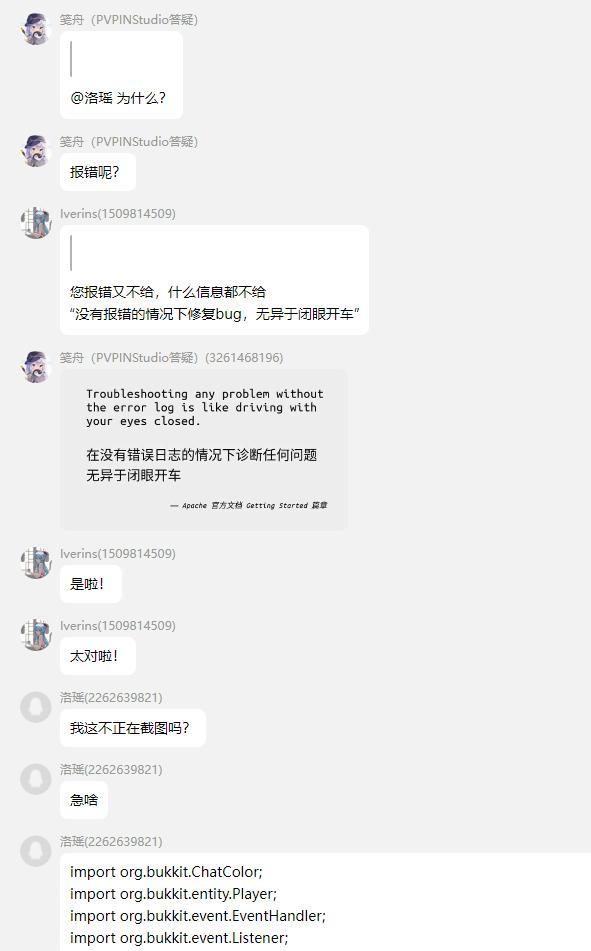 笺舟（PVPINStudio答疑）
@洛瑶 为什么？
笺舟（PVPINStudio答疑）
报错呢？
Iverins(1509814509)
您报错又不给，什么信息都不给
“没有报错的情况下修复bug，无异于闭眼开车”
笺舟（PVPINStudio答疑）(3261468196)
Troubleshooting any problem without
the error log is like driving with
your eyes closed.
在没有错误日志的情况下诊断任何问题
无异于闭眼开车
— Apache 官方文档 Getting Started 篇章
Iverins(1509814509)
是啦！
Iverins(1509814509)
太对啦！
洛瑶(2262639821)
我这不正在截图吗？
洛瑶(2262639821)
急啥
洛瑶(2262639821)
import org.bukkit.ChatColor;
import org.bukkit.entity.Player;
import org.bukkit.event.EventHandler;
import org.bukkit.event.Listener;